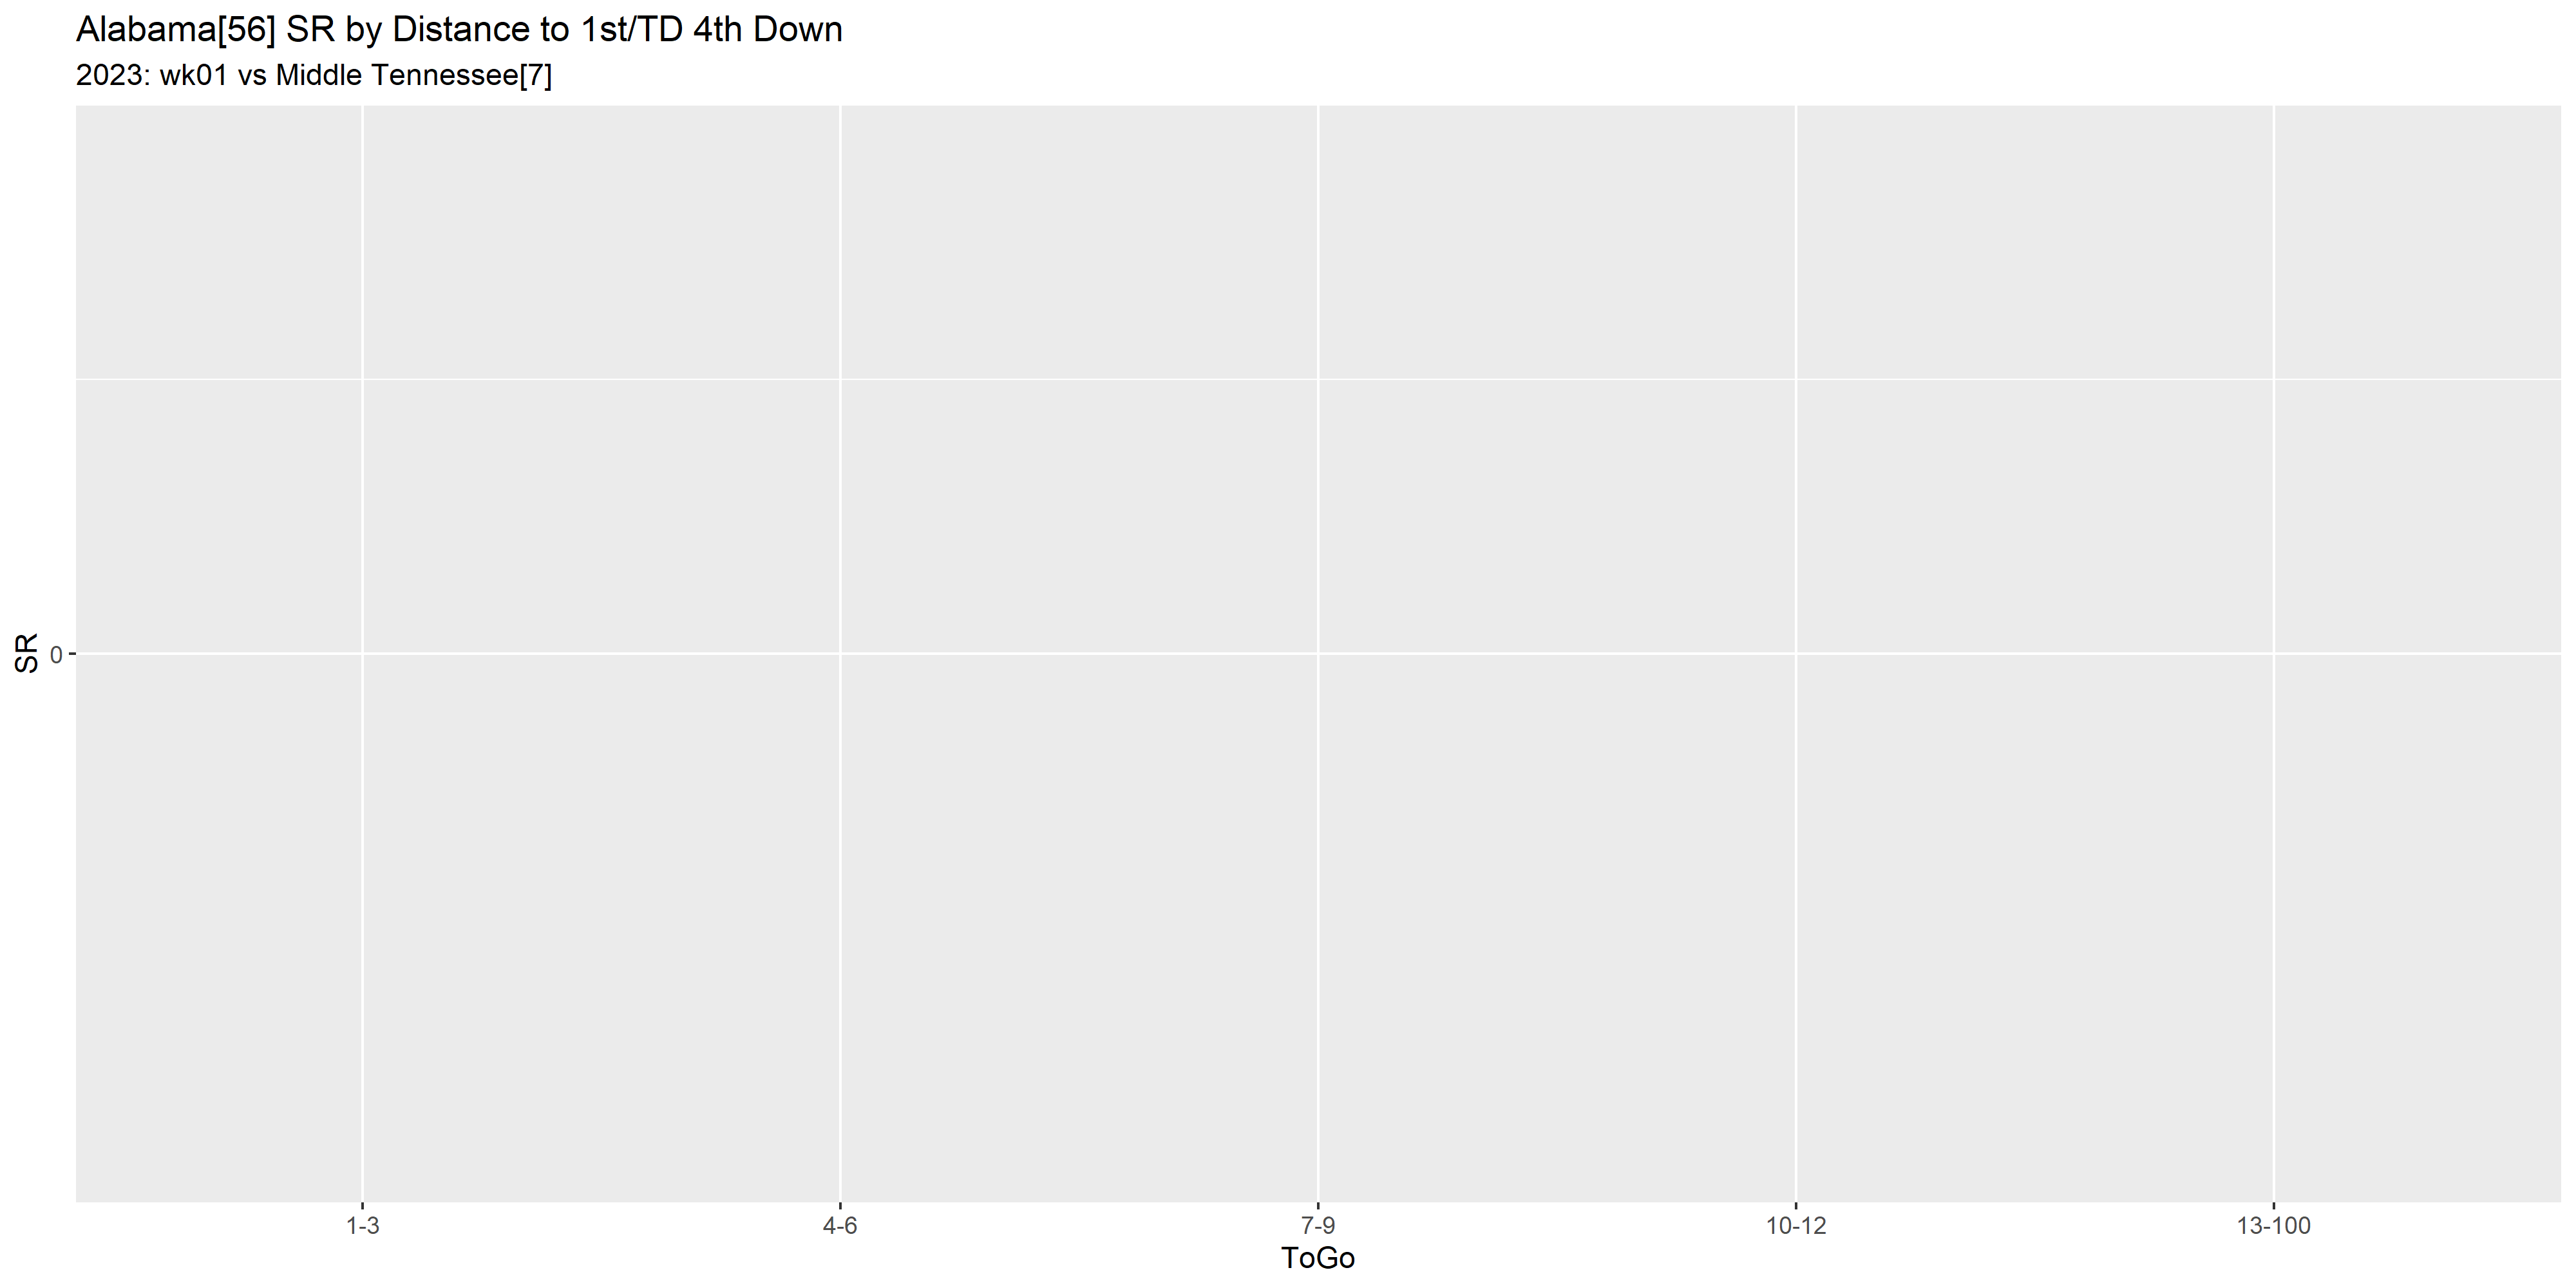 Alabama[56] SR by Distance to 1st/TD 4th Down
2023: wk01 vs Middle Tennessee[7]
SR
0
1-3
4-6
7-9
10-12
13-100
ToGo